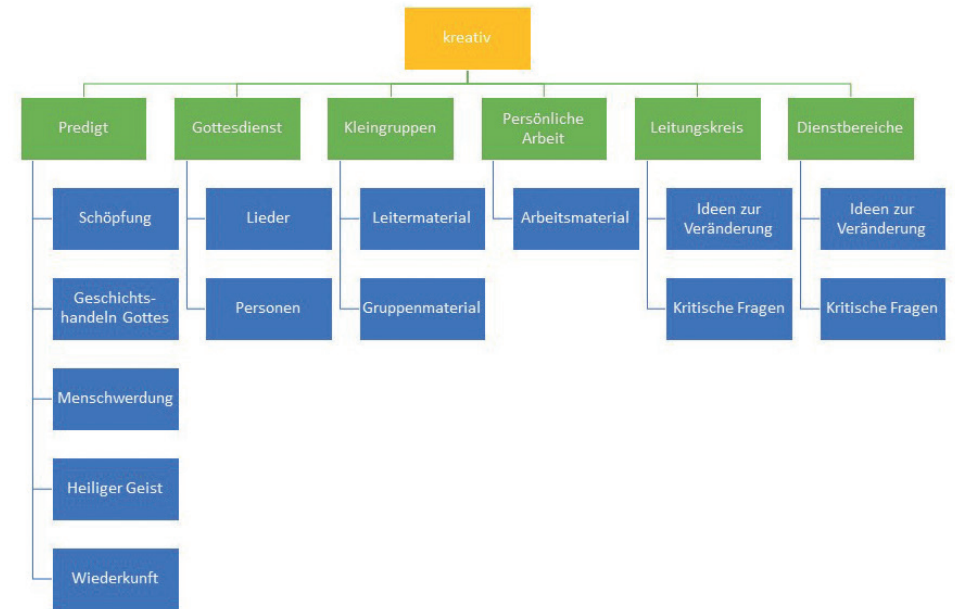 kreativ
Predigt
Gottesdienst
Kleingruppen
Persönliche
Arbeit
Leitungskreis
Dienstbereiche
Schöpfung
Geschichts-
handeln Gottes
Menschwerdung
Heiliger Geist
Wiederkunft
Lieder
Personen
Leitermaterial
Gruppenmaterial
Arbeitsmaterial
Ideen zur
Veränderung
Kritische Fragen
Ideen zur
Veränderung
Kritische Fragen